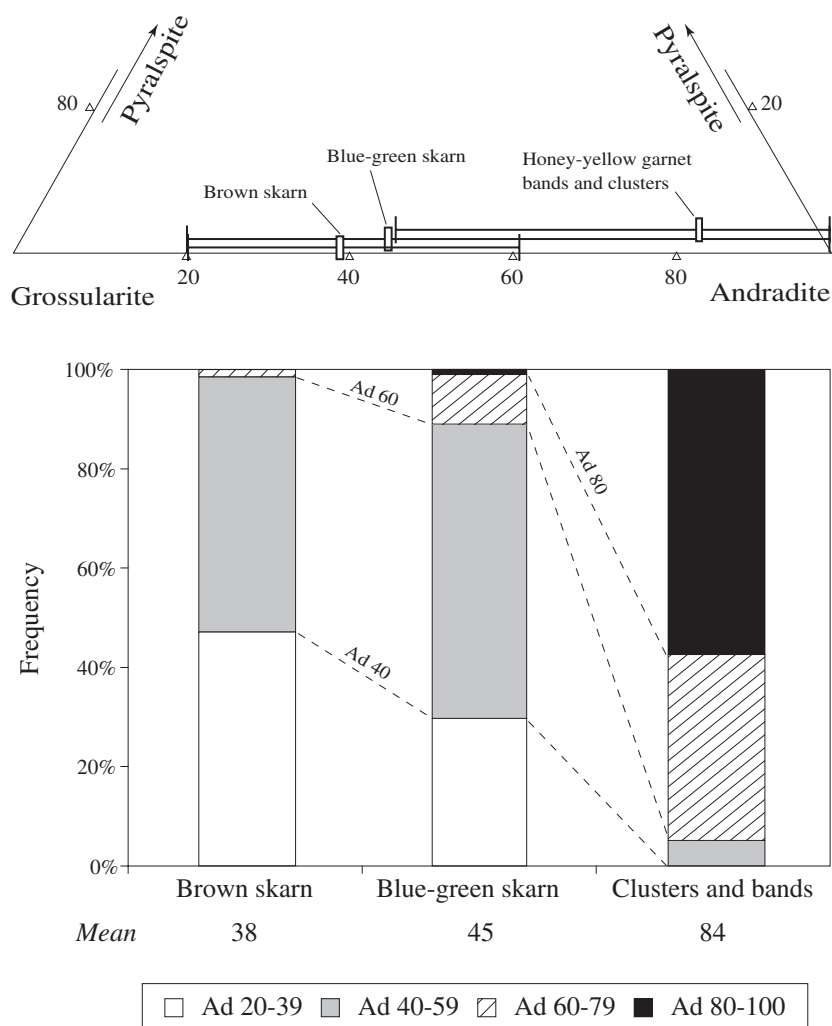 Pyralspite
Pyralspite
80
20
Blue-green skarn
Honey-yellow garnet
bands and clusters
Brown skarn
20
40
60
80
Grossularite
Andradite
100%
80%
60%
40%
20%
0%
Frequency
Ad 60
Ad 80
Ad 40
Brown skarn
Blue-green skarn
Clusters and bands
Mean
38
45
84
Ad 20-39
Ad 40-59
Ad 60-79
Ad 80-100